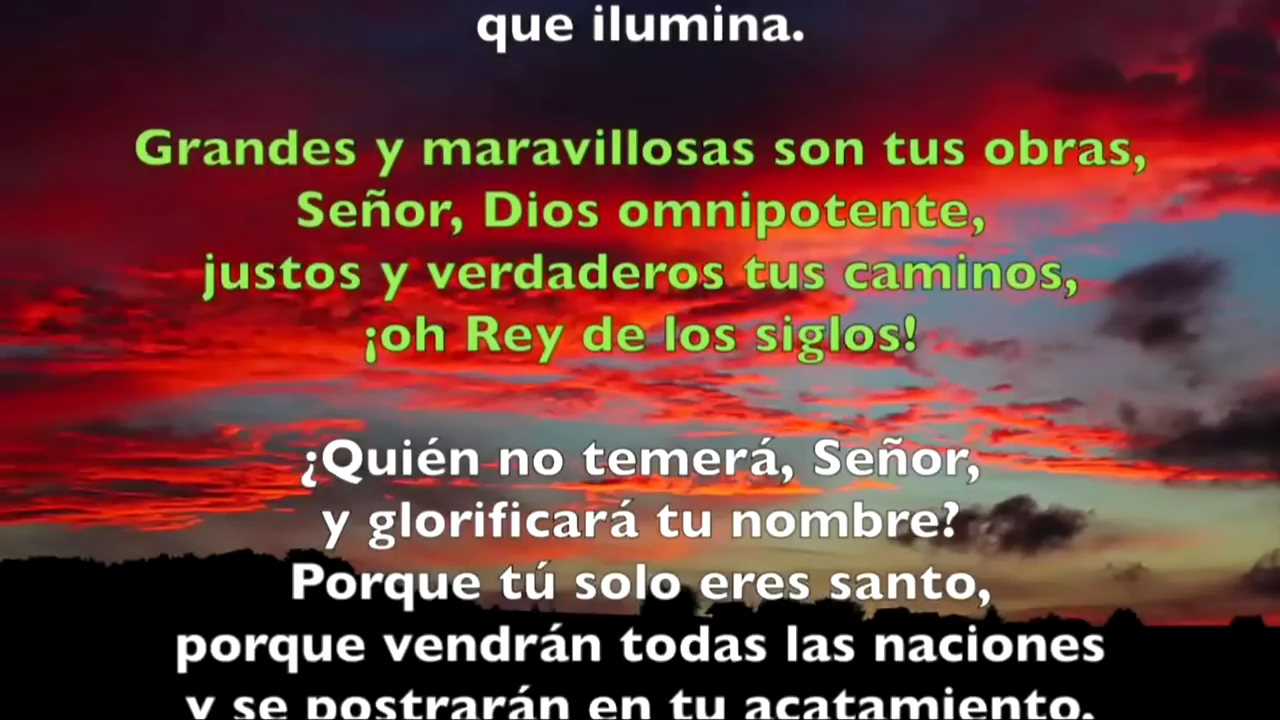 que ilumina.
Grandes y maravillosas son tus obras,
Señor, Dios omnipotente,
justos y verdaderos tus caminos,
¡oh Rey de los siglos!
¿Quién no temerá, Señor,
y glorificará tu nombre?
Porque tú solo eres santo,
porque vendrán todas las naciones
y se postrarán en tu acatamiento,